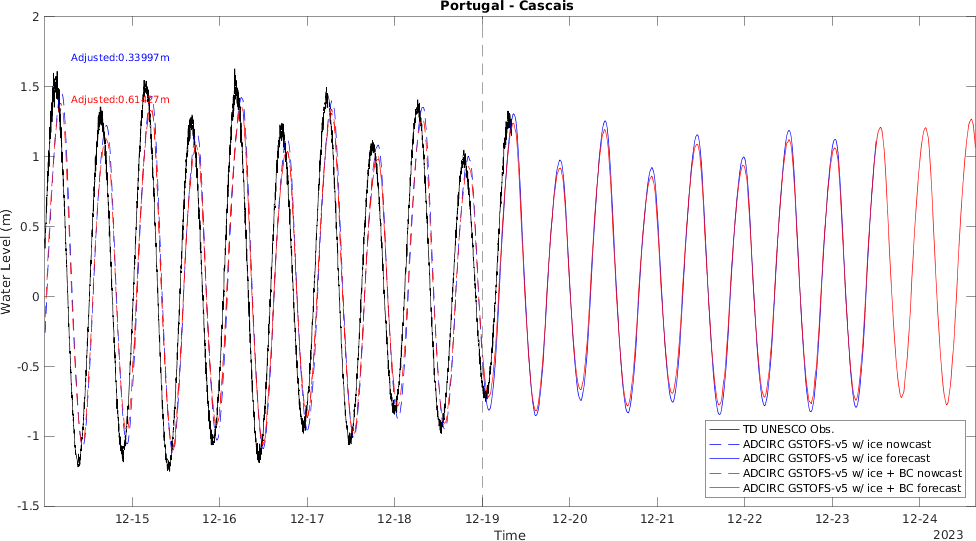 Portugal - Cascais
2
Adjusted:0.33997m
1.5
Adjusted:0.61427m
1
0.5
0
-0.5
-1
-1.5
Water Level (m)
TD UNESCO Obs.
ADCIRC GSTOFS-v5 w/ ice nowcast
ADCIRC GSTOFS-v5 w/ ice forecast
ADCIRC GSTOFS-v5 w/ ice + BC nowcast
ADCIRC GSTOFS-v5 w/ ice + BC forecast
12-15 12-16 12-17 12-18 12-19 12-20 12-21 12-22 12-23 12-24
Time
2023